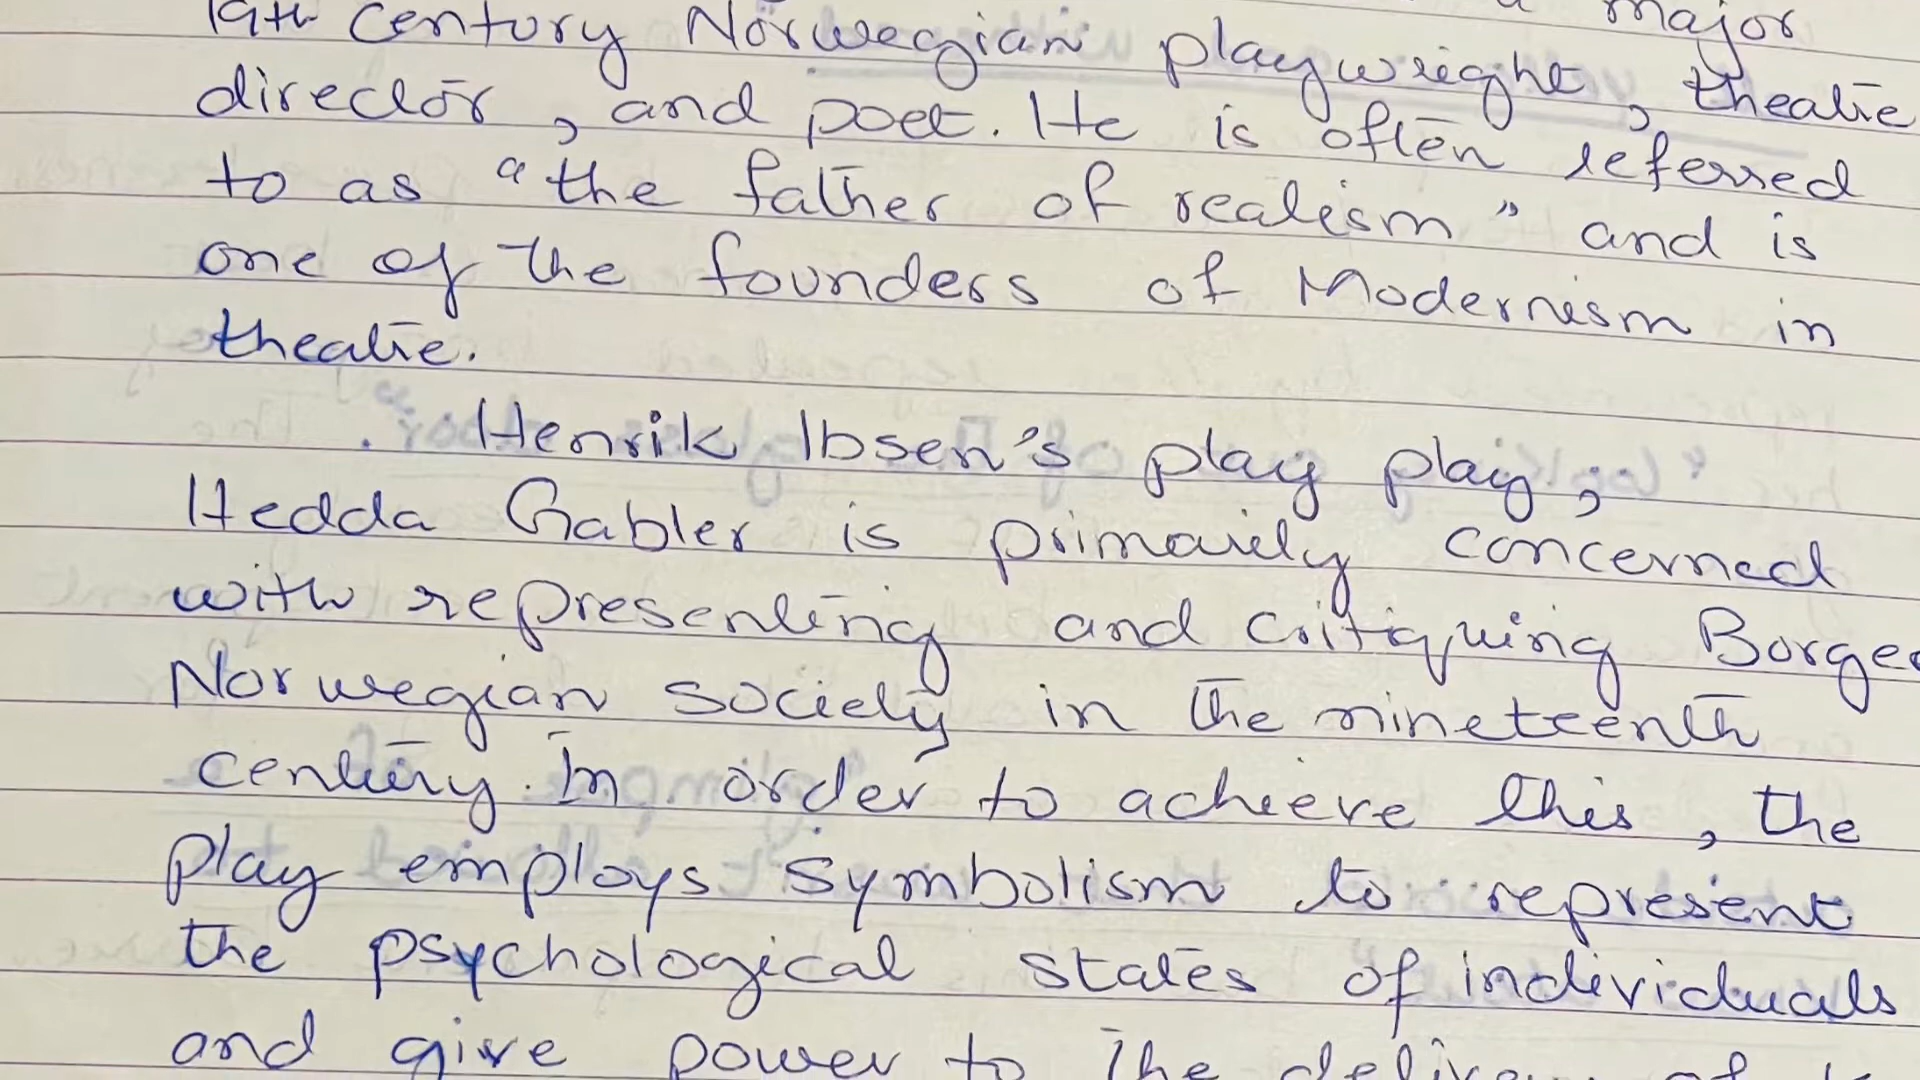 major
19th century Norwegian playwright, theatre
director, and poet. He is often referred
to as "the father of realism" and is
one of the founders of Modernism in
theatre.
Henrik Ibsen's play play,
Hedda Gabler is primarily concerned
with representing and critiquing
Norwegian society in the nineteenth
century. In order to achieve this, the
play employs symbolism to represent
the psychological states of individuals
and give power to the